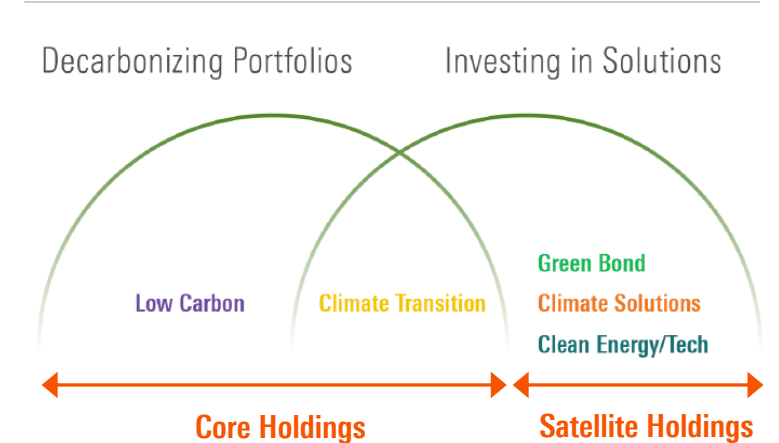 Decarbonizing Portfolios
Investing in Solutions
Green Bond
Low Carbon
Climate Transition
Climate Solutions
Clean Energy/Tech
Core Holdings
Satellite Holdings